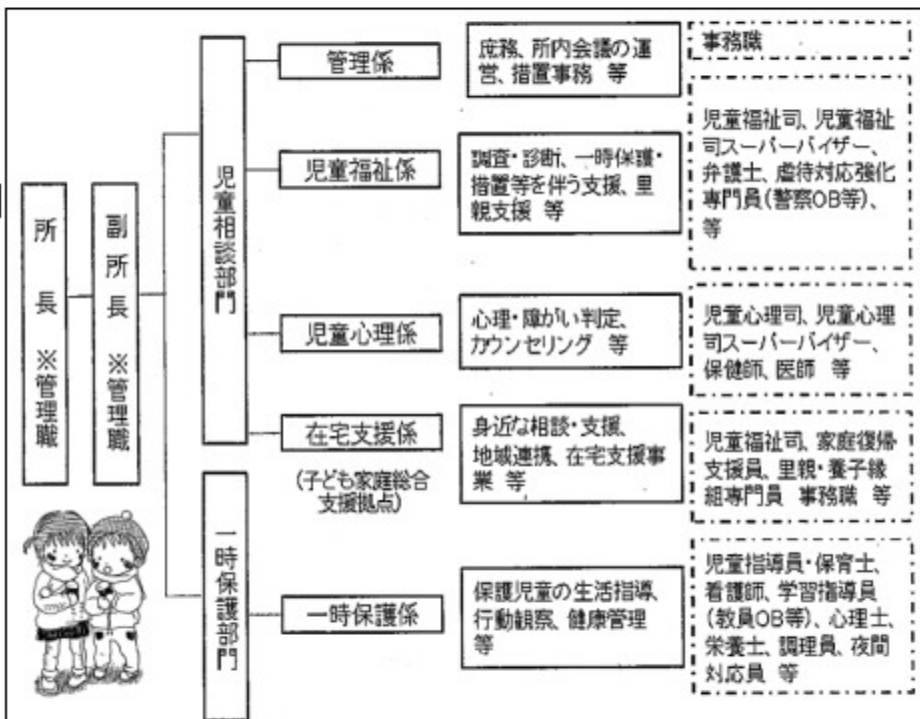 所長 ※管理職
副所長 ※管理職
児童相談部門
管理係
庶務、所内会議の運
営、措置事務 等
事務職
児童福祉係
調査・診断、一時保護・
措置等を伴う支援、里
親支援 等
児童福祉司、児童福祉
司スーパーバイザー、
弁護士、虐待対応強化
専門員(警察OB等)、
等
児童心理係
心理・障がい判定、
カウンセリング 等
児童心理司、児童心理
司スーパーバイザー、
保健師、医師 等
在宅支援係
(子ども家庭総合
支援拠点)
身近な相談・支援、
地域連携、在宅支援事
業 等
児童福祉司、家庭復帰
支援員、里親・養子縁
組専門員 事務職 等
一時保護部門
一時保護係
保護児童の生活指導、
行動観察、健康管理
等
児童指導員・保育士、
看護師、学習指導員
(教員OB等)、心理士、
栄養士、調理員、夜間
対応員 等